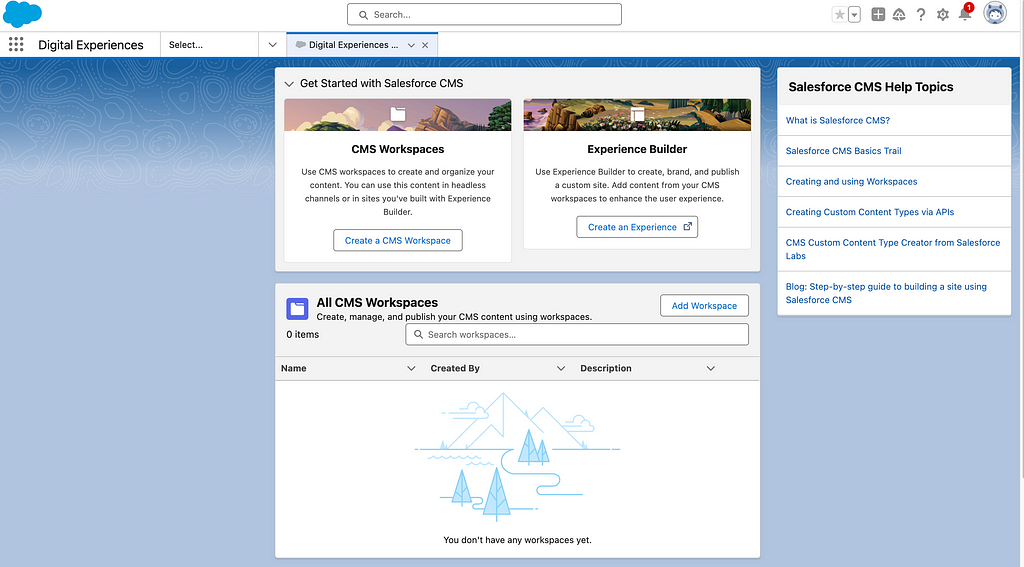 Search...
1
Digital Experiences
Select...
Digital Experiences ...
Get Started with Salesforce CMS
CMS Workspaces
Use CMS workspaces to create and organize your
content. You can use this content in headless
channels or in sites you've built with Experience
Builder.
Create a CMS Workspace
Experience Builder
Use Experience Builder to create, brand, and publish
a custom site. Add content from your CMS
workspaces to enhance the user experience.
Create an Experience
All CMS Workspaces
Create, manage, and publish your CMS content using workspaces.
Add Workspace
0 items
Search workspaces...
Name
Created By
Description
You don't have any workspaces yet.
Salesforce CMS Help Topics
What is Salesforce CMS?
Salesforce CMS Basics Trail
Creating and using Workspaces
Creating Custom Content Types via APIs
CMS Custom Content Type Creator from Salesforce
Labs
Blog: Step-by-step guide to building a site using
Salesforce CMS